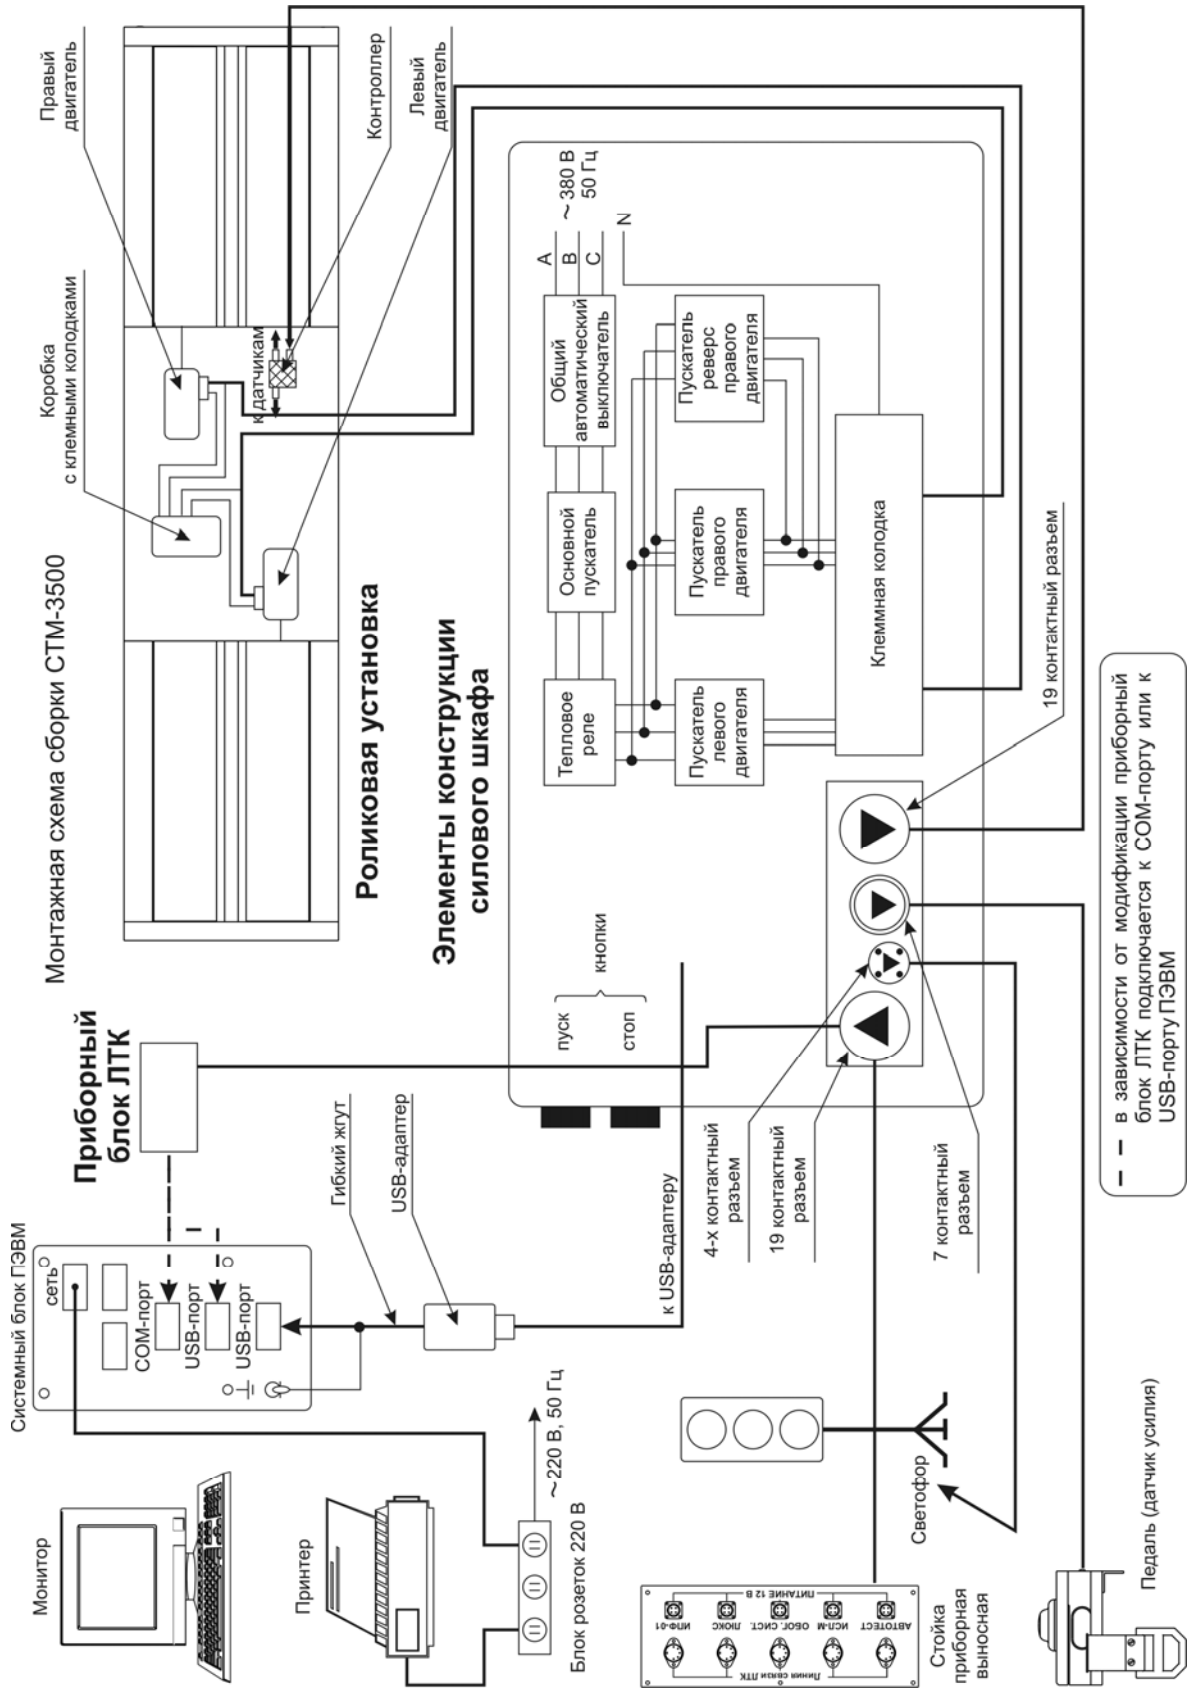 Монтажная схема сборки СТМ-3500
Правый
двигатель
Коробка
с клемными колодками
Контроллер
Левый
двигатель
к датчикам
Роликовая установка
Элементы конструкции
силового шкафа
А
В
С
N
~ 380 В
50 Гц
Общий
автоматический
выключатель
Основной
пускатель
Тепловое
реле
Пускатель
реверс
правого
двигателя
Пускатель
правого
двигателя
Пускатель
левого
двигателя
Клеммная колодка
пуск
стоп
кнопки
19 контактный разъем
4-х контактный
разъем
19 контактный
разъем
7 контактный
разъем
Приборный
блок ЛТК
Системный блок ПЭВМ
сеть
COM-порт
USB-порт
USB-порт
Гибкий жгут
USB-адаптер
к USB-адаптеру
Монитор
Принтер
Блок розеток 220 В
~220 В, 50 Гц
Светофор
Стойка
приборная
выносная
ПИТАНИЕ 12 В
ИПФ-01
ЛЮКС
ОБОГ. СИСТ.
ИСЛ-М
АВТОТЕСТ
Линия связи ЛТК
Педаль (датчик усилия)
– – в зависимости от модификации приборный
блок ЛТК подключается к COM-порту или к
USB-порту ПЭВМ